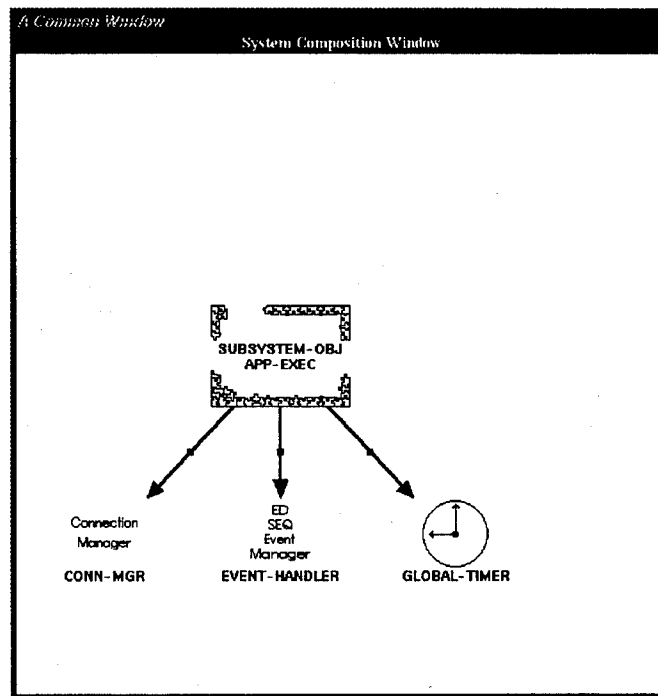 A Common Window
System Composition Window
SUBSYSTEM-OBJ
APP-EXEC
Connection
Manager
CONN-MGR
ED
SEQ
Event
Manager
EVENT-HANDLER
GLOBAL-TIMER